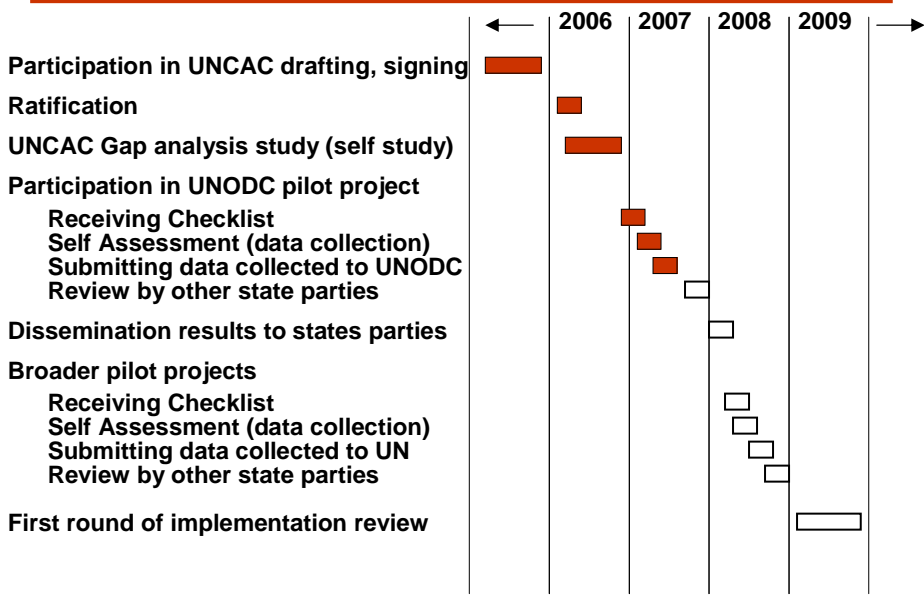 2006 2007 2008 2009
Participation in UNCAC drafting, signing
Ratification
UNCAC Gap analysis study (self study)
Participation in UNODC pilot project
Receiving Checklist
Self Assessment (data collection)
Submitting data collected to UNODC
Review by other state parties
Dissemination results to states parties
Broader pilot projects
Receiving Checklist
Self Assessment (data collection)
Submitting data collected to UN
Review by other state parties
First round of implementation review